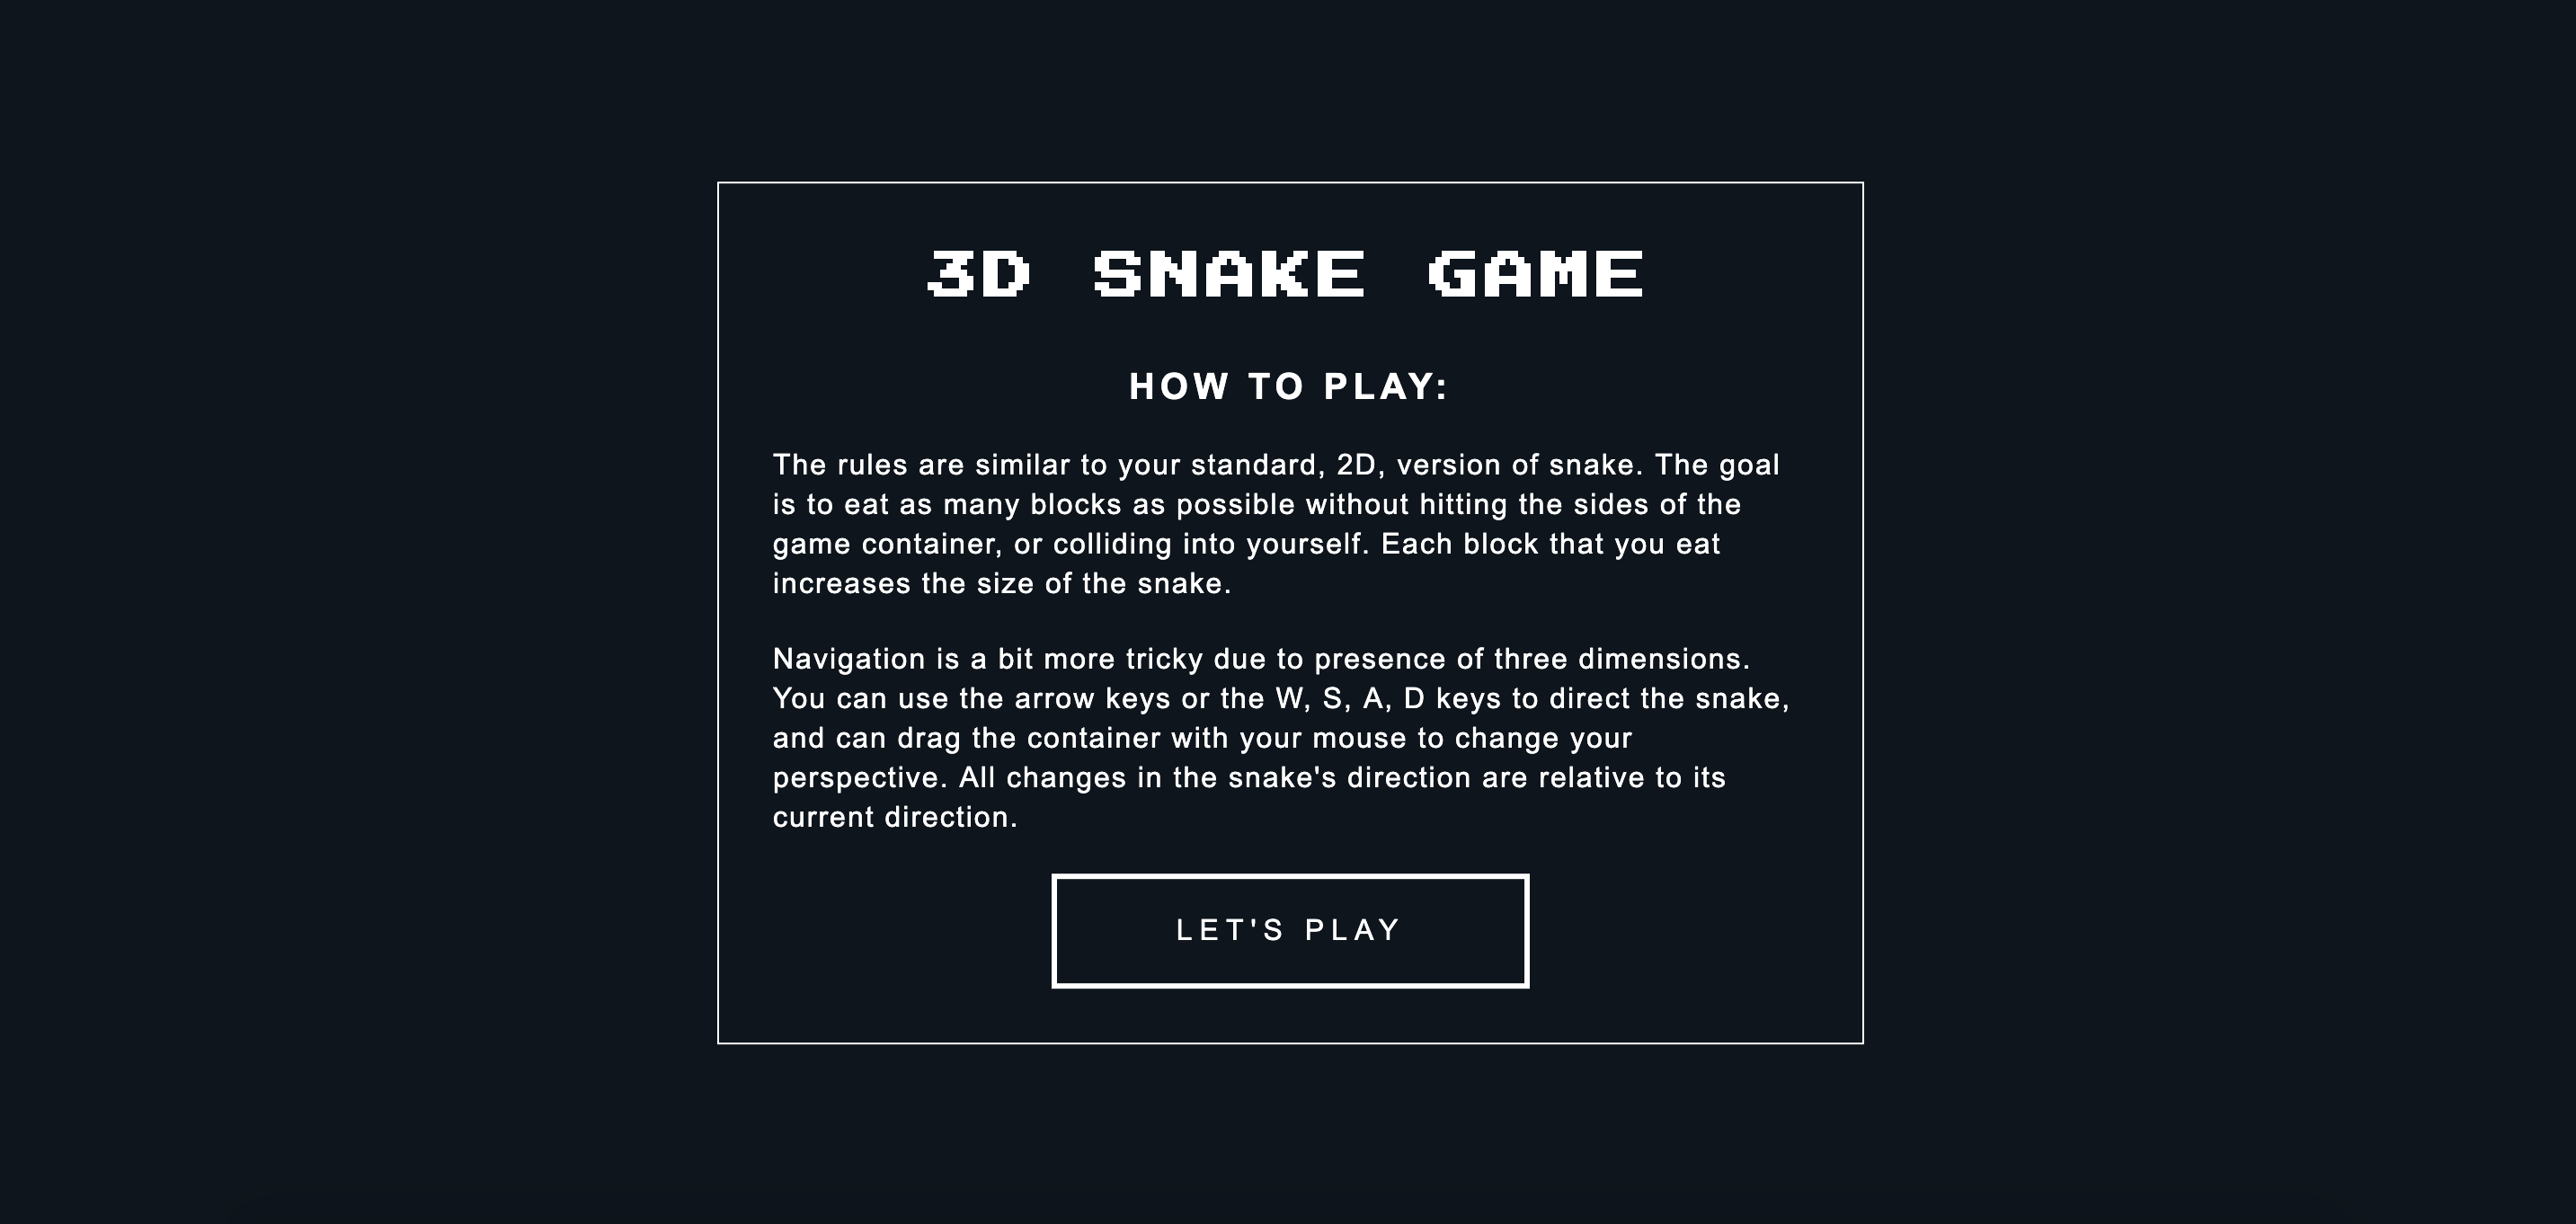 3D SNAKE GAME
HOW TO PLAY:
The rules are similar to your standard, 2D, version of snake. The goal
is to eat as many blocks as possible without hitting the sides of the
game container, or colliding into yourself. Each block that you eat
increases the size of the snake.
Navigation is a bit more tricky due to presence of three dimensions.
You can use the arrow keys or the W, S, A, D keys to direct the snake,
and can drag the container with your mouse to change your
perspective. All changes in the snake's direction are relative to its
current direction.
LET'S PLAY